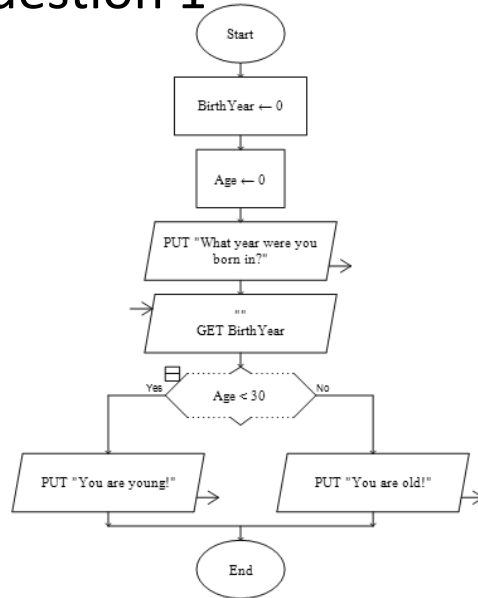 uestion 1
Start
BirthYear ← 0
Age ← 0
PUT "What year were you
born in?"
""
GET BirthYear
Yes
Age < 30
No
PUT "You are young!"
PUT "You are old!"
End